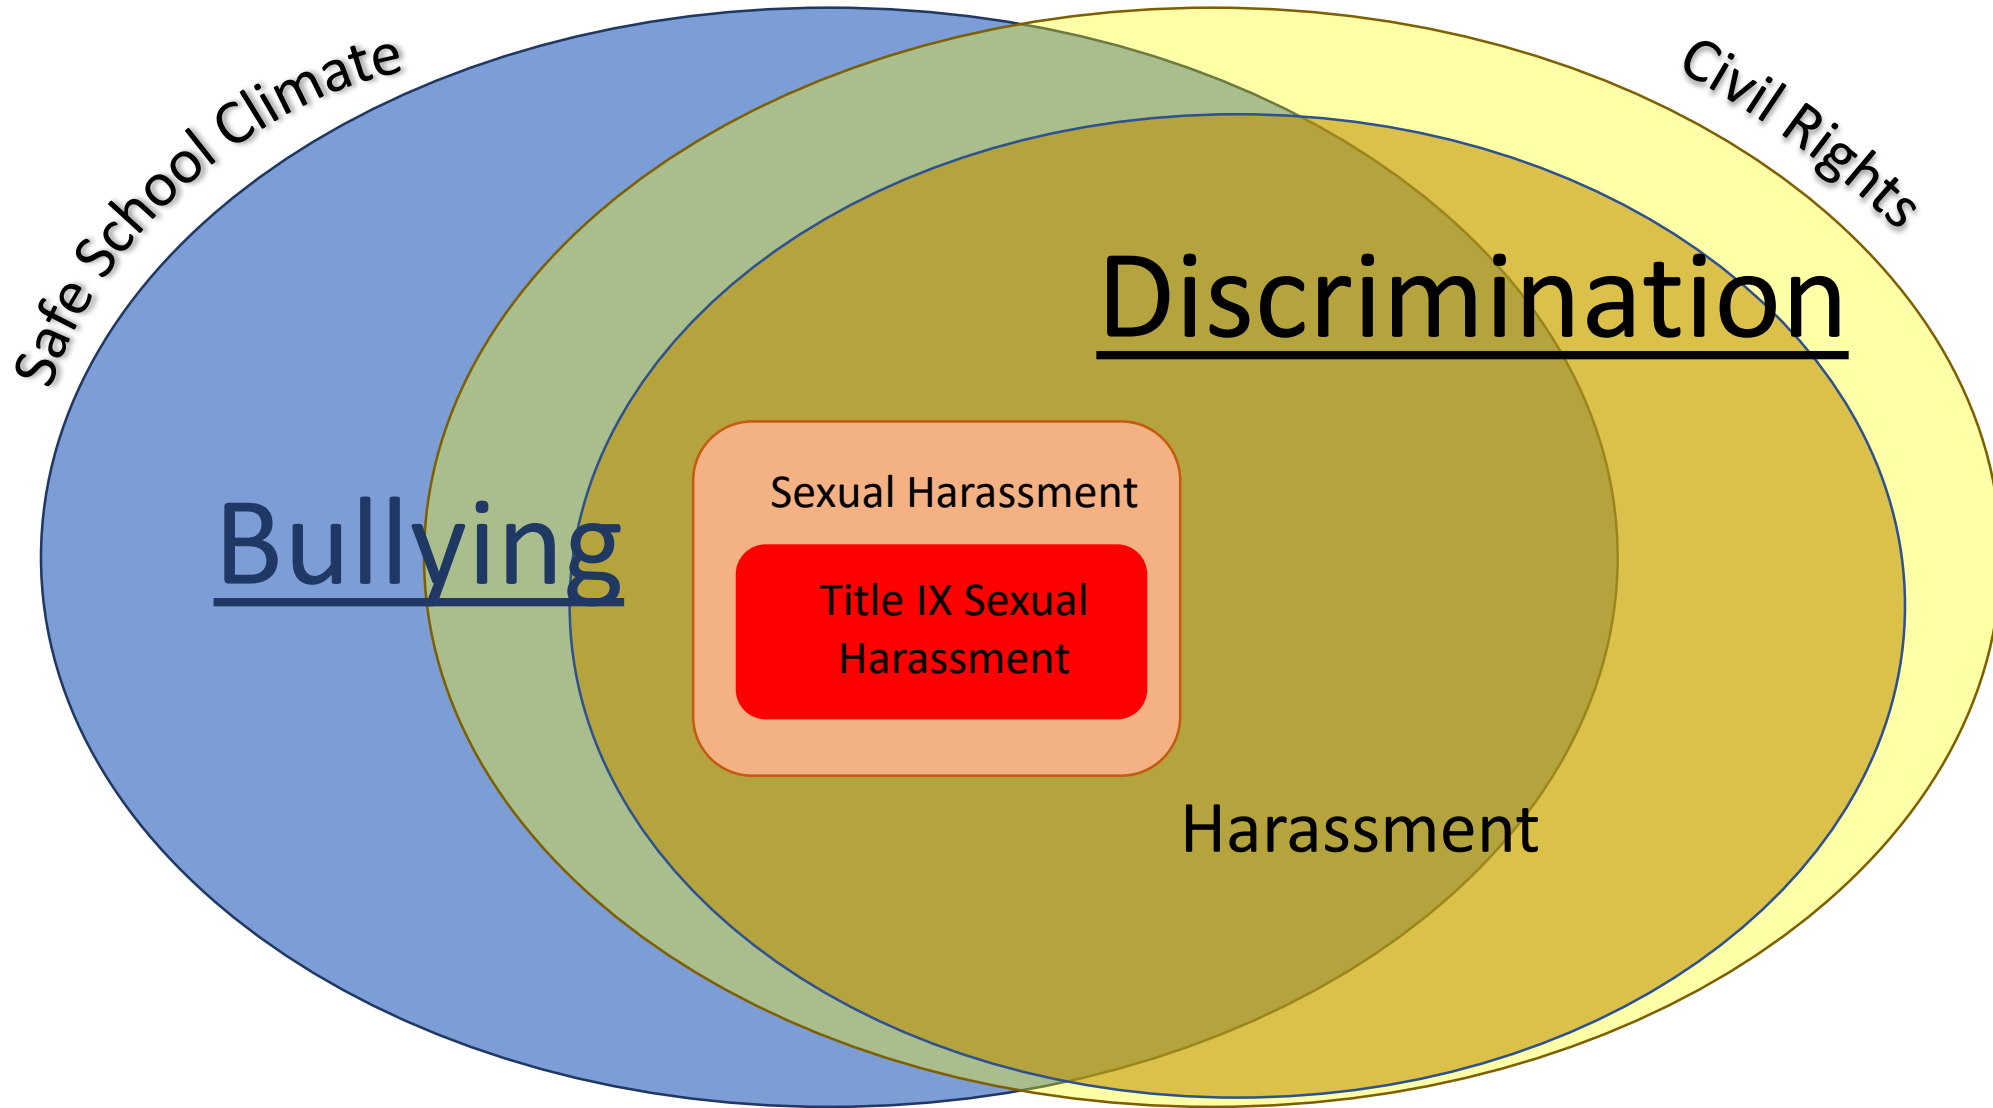 Safe School Climate
Civil Rights
Discrimination
Bullying
Sexual Harassment
Title IX Sexual
Harassment
Harassment